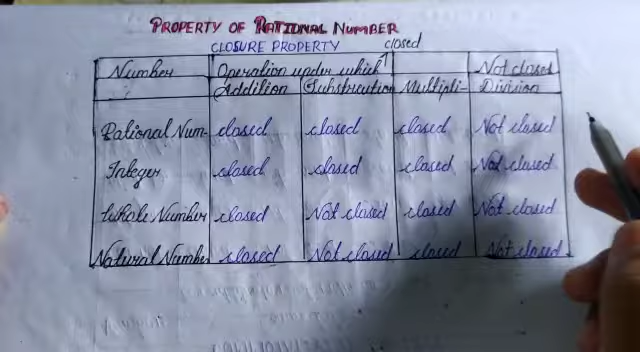 PROPERTY OF RATIONAL NUMBER
CLOSURE PROPERTY closed
Number Operation under which Not closed
Addition Substraction Multipli- Division
Rational Num- closed closed closed Not closed
Integer closed closed closed Not closed
Whole Number closed Not closed closed Not closed
Natural Number closed Not closed closed Not closed